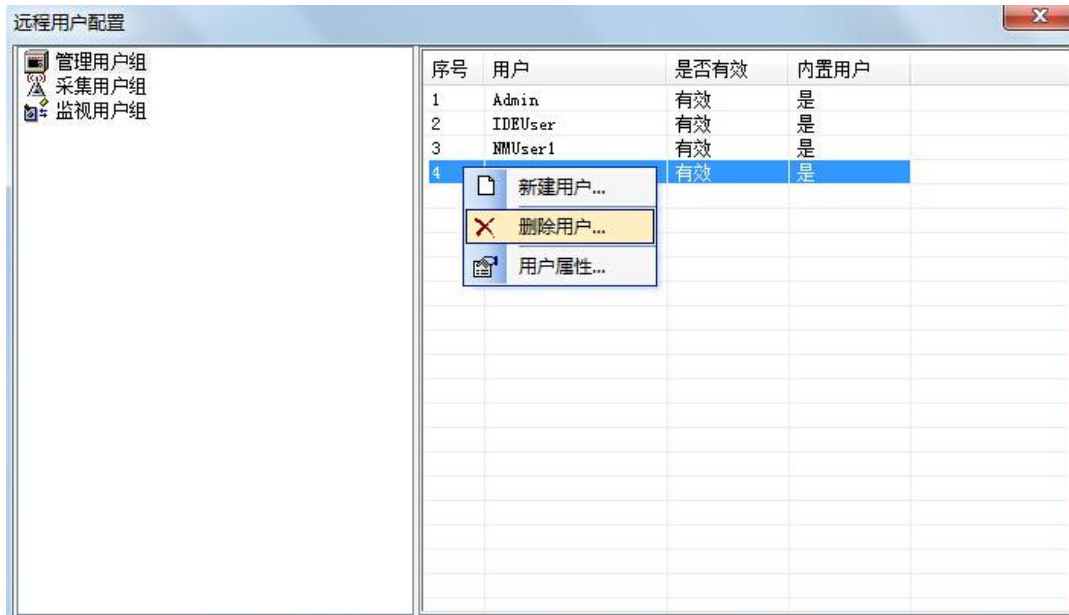 远程用户配置
管理用户组
采集用户组
监视用户组
序号 用户 是否有效 内置用户
1 Admin 有效 是
2 IDEUser 有效 是
3 NMUser1 有效 是
4 有效 是
新建用户...
删除用户...
用户属性...